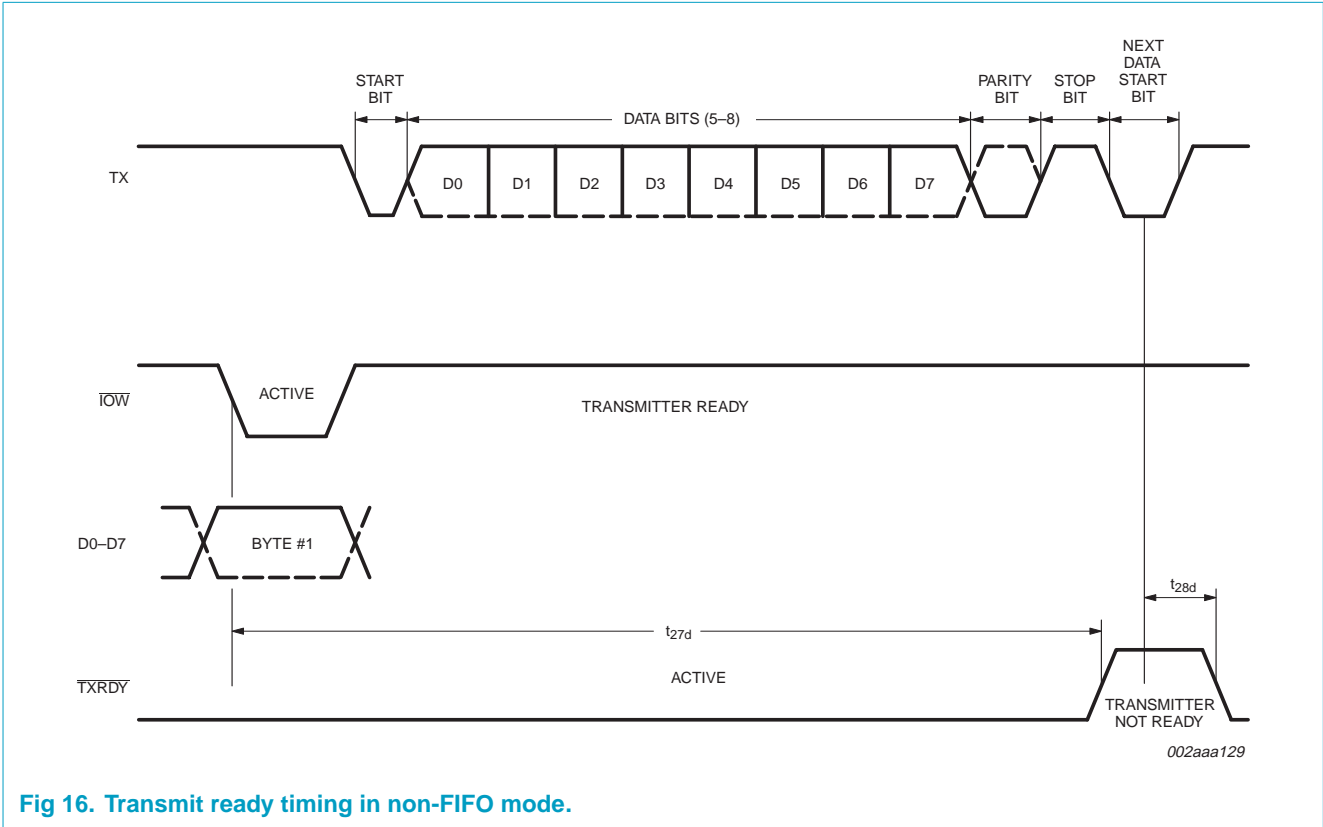 START
BIT
DATA BITS (5–8)
PARITY
BIT
STOP
BIT
NEXT
DATA
START
BIT
TX
D0
D1
D2
D3
D4
D5
D6
D7
IOW
ACTIVE
TRANSMITTER READY
D0–D7
BYTE #1
t28d
t27d
TXRDY
ACTIVE
TRANSMITTER
NOT READY
002aaa129
Fig 16. Transmit ready timing in non-FIFO mode.